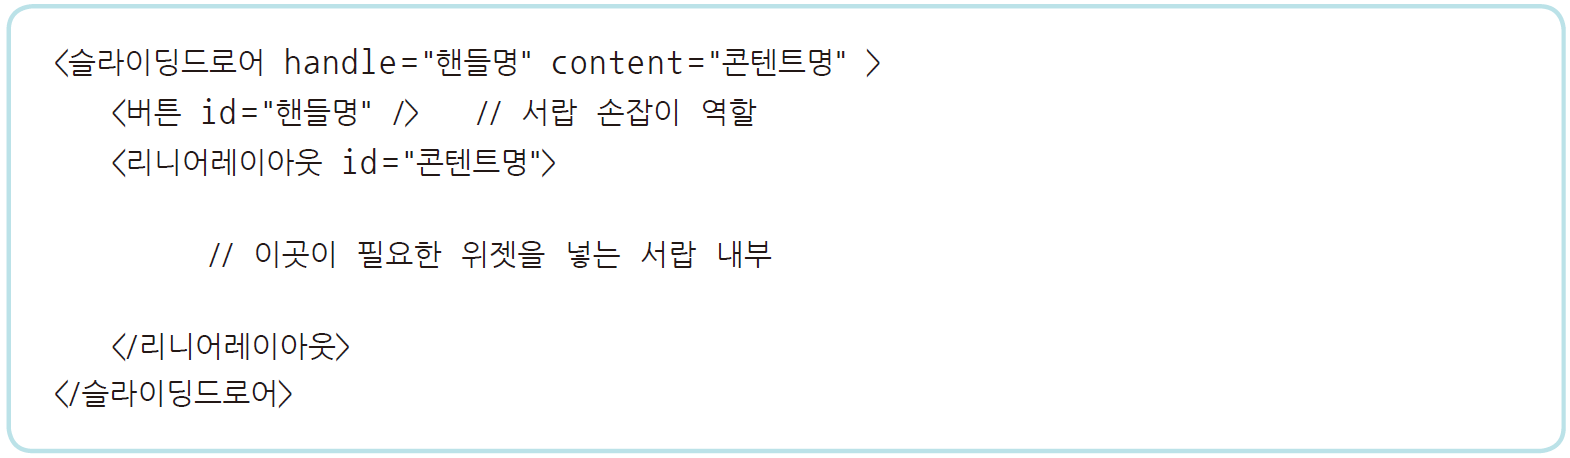 <슬라이딩드로어 handle="핸들명" content="콘텐트명" >
<버튼 id="핸들명" /> // 서랍 손잡이 역할
<리니어레이아웃 id="콘텐트명">
// 이곳이 필요한 위젯을 넣는 서랍 내부
</리니어레이아웃>
</슬라이딩드로어>